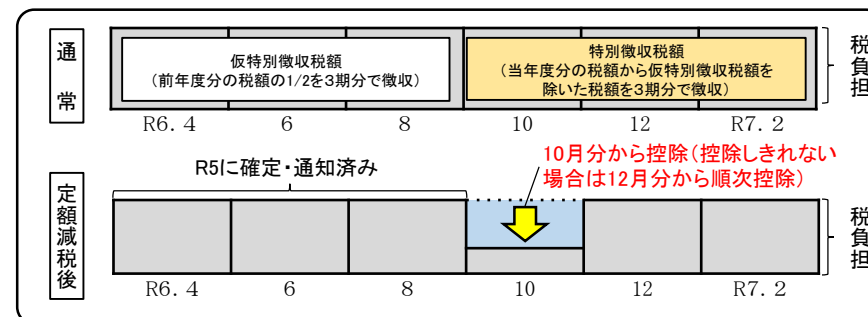 通常
仮特別徴収税額
(前年度分の税額の1/2を3期分で徴収)
特別徴収税額
(当年度分の税額から仮特別徴収税額を
除いた税額を3期分で徴収)
税負担
R6.4
6
8
10
12
R7.2
R5に確定・通知済み
10月分から控除(控除しきれない
場合は12月分から順次控除)
定額減税後
税負担
R6.4
6
8
10
12
R7.2